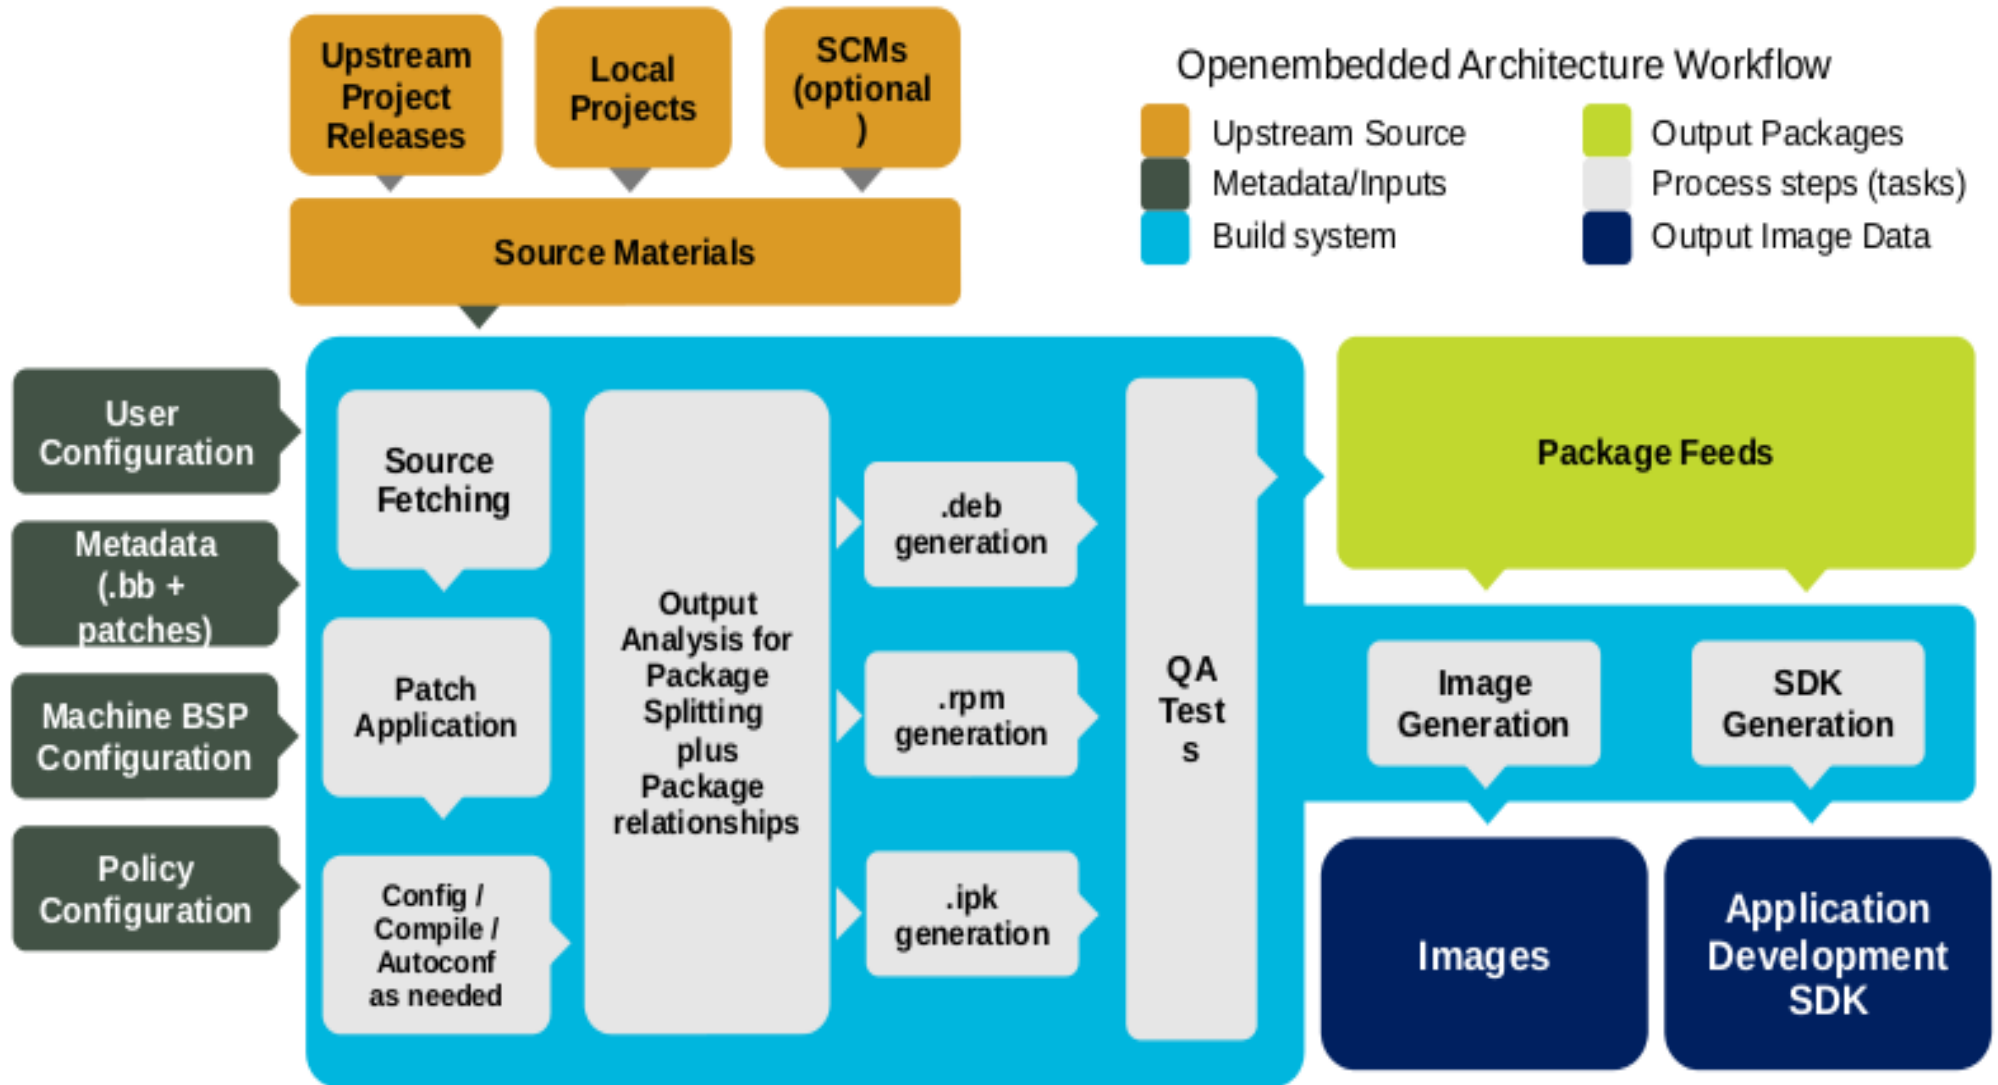 Upstream
Project
Releases
Local
Projects
SCMs
(optional
)
Openembedded Architecture Workflow
Upstream Source
Metadata/Inputs
Build system
Output Packages
Process steps (tasks)
Output Image Data
Source Materials
User
Configuration
Metadata
(.bb +
patches)
Machine BSP
Configuration
Policy
Configuration
Source
Fetching
Patch
Application
Config /
Compile /
Autoconf
as needed
Output
Analysis for
Package
Splitting
plus
Package
relationships
.deb
generation
.rpm
generation
.ipk
generation
QA
Test
s
Package Feeds
Image
Generation
SDK
Generation
Images
Application
Development
SDK